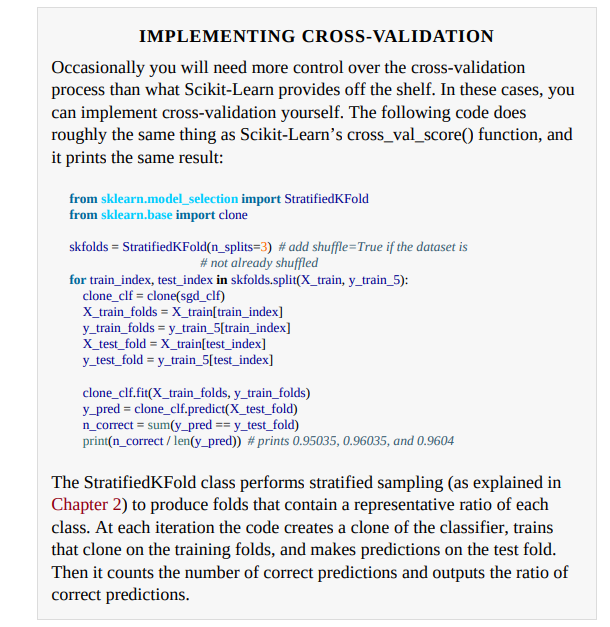 IMPLEMENTING CROSS-VALIDATION
Occasionally you will need more control over the cross-validation
process than what Scikit-Learn provides off the shelf. In these cases, you
can implement cross-validation yourself. The following code does
roughly the same thing as Scikit-Learn’s cross_val_score() function, and
it prints the same result:
from sklearn.model_selection import StratifiedKFold
from sklearn.base import clone
skfolds = StratifiedKFold(n_splits=3)  # add shuffle=True if the dataset is
# not already shuffled
for train_index, test_index in skfolds.split(X_train, y_train_5):
    clone_clf = clone(sgd_clf)
    X_train_folds = X_train[train_index]
    y_train_folds = y_train_5[train_index]
    X_test_fold = X_train[test_index]
    y_test_fold = y_train_5[test_index]
    clone_clf.fit(X_train_folds, y_train_folds)
    y_pred = clone_clf.predict(X_test_fold)
    n_correct = sum(y_pred == y_test_fold)
    print(n_correct / len(y_pred))  # prints 0.95035, 0.96035, and 0.9604
The StratifiedKFold class performs stratified sampling (as explained in
Chapter 2) to produce folds that contain a representative ratio of each
class. At each iteration the code creates a clone of the classifier, trains
that clone on the training folds, and makes predictions on the test fold.
Then it counts the number of correct predictions and outputs the ratio of
correct predictions.